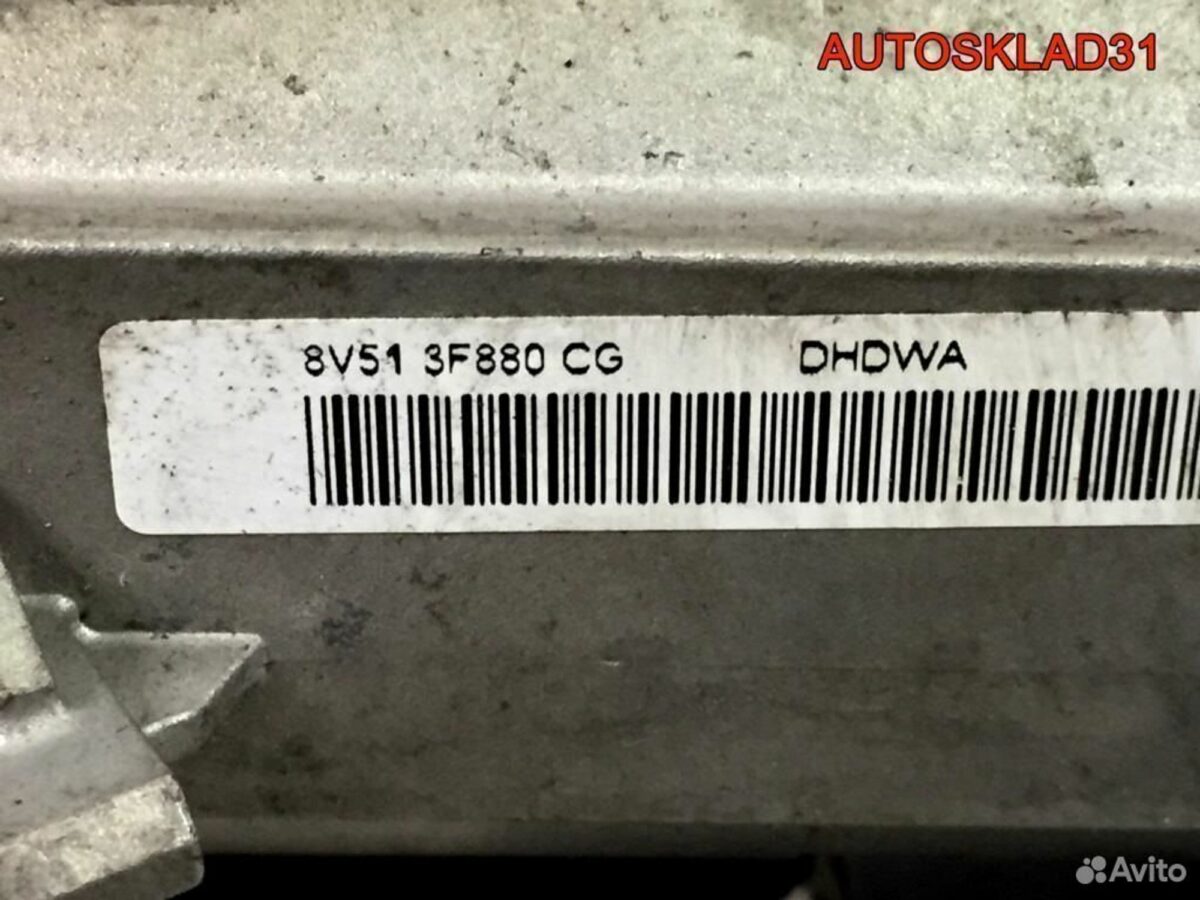 AUTOSKLAD31
8V51 3F880 CG DHDWA
Avito